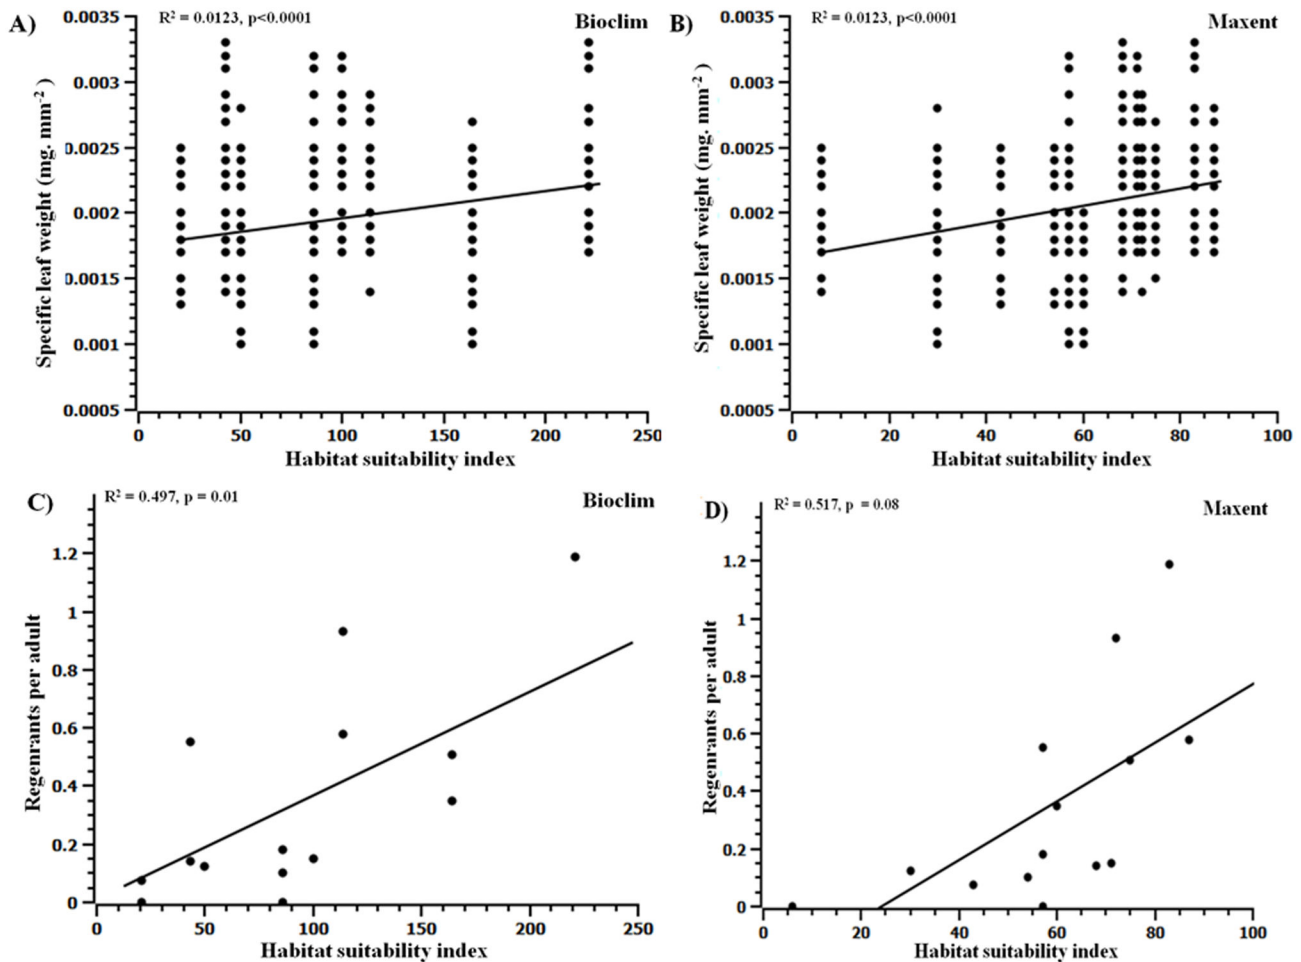 A)
R² = 0.0123, p<0.0001
Bioclim
0.0035
0.003
0.0025
0.002
0.0015
0.001
0.0005
Specific leaf weight (mg. mm⁻²)
0 50 100 150 200 250
Habitat suitability index
B)
R² = 0.0123, p<0.0001
Maxent
0.0035
0.003
0.0025
0.002
0.0015
0.001
0.0005
Specific leaf weight (mg. mm⁻²)
0 20 40 60 80 100
Habitat suitability index
C)
R² = 0.497, p = 0.01
Bioclim
1.2
1
0.8
0.6
0.4
0.2
0
Regenrants per adult
0 50 100 150 200 250
Habitat suitability index
D)
R² = 0.517, p = 0.08
Maxent
1.2
1
0.8
0.6
0.4
0.2
0
Regenrants per adult
0 20 40 60 80 100
Habitat suitability index